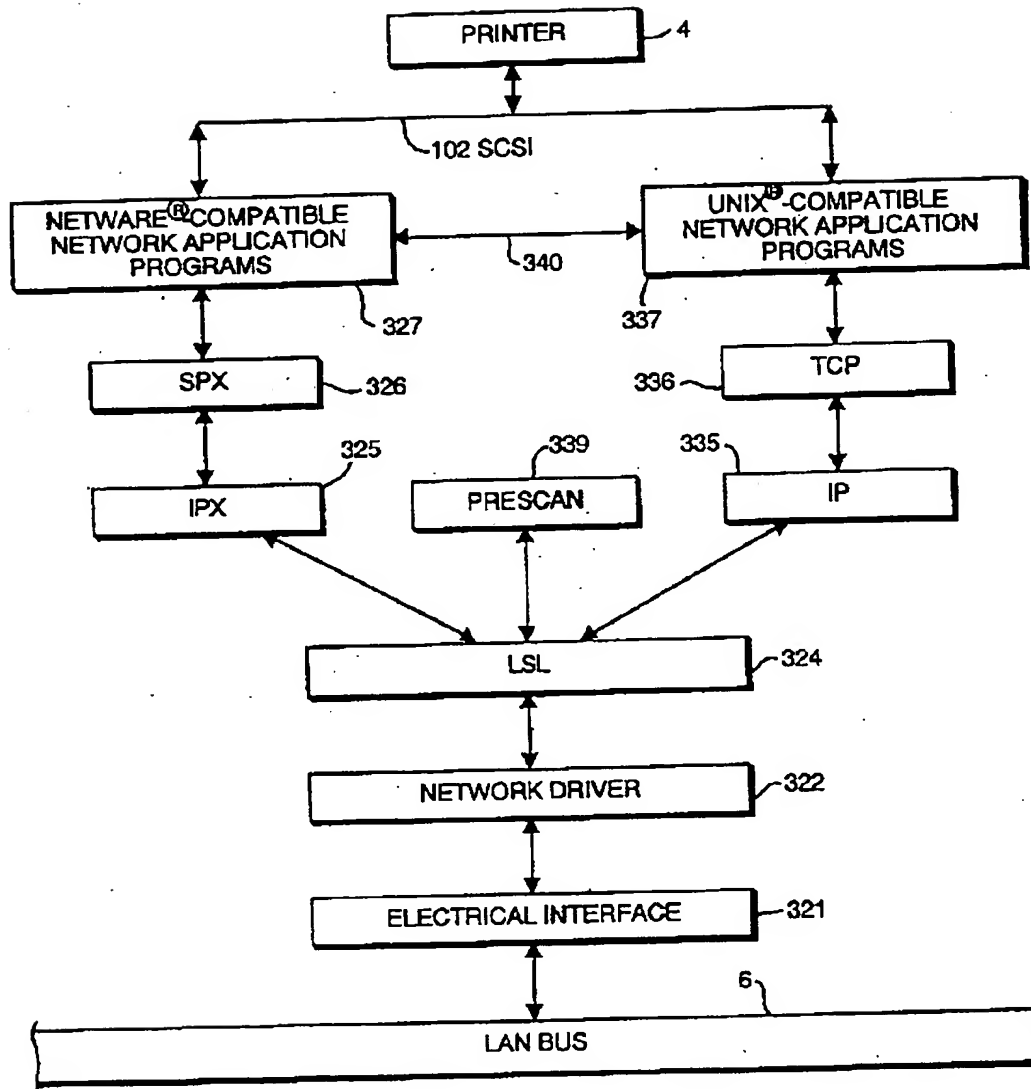 PRINTER
4
102 SCSI
NETWARE®-COMPATIBLE
NETWORK APPLICATION
PROGRAMS
327
340
UNIX®-COMPATIBLE
NETWORK APPLICATION
PROGRAMS
337
SPX
326
TCP
336
IPX
325
PRESCAN
339
IP
335
LSL
324
NETWORK DRIVER
322
ELECTRICAL INTERFACE
321
6
LAN BUS